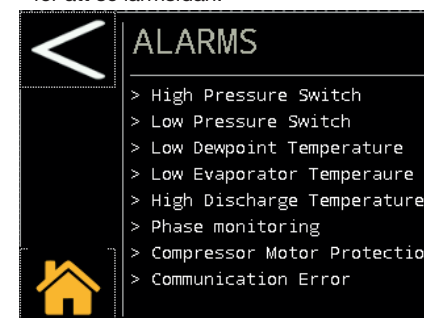 ALARMS
> High Pressure Switch
> Low Pressure Switch
> Low Dewpoint Temperature
> Low Evaporator Temperaure
> High Discharge Temperature
> Phase monitoring
> Compressor Motor Protectio
> Communication Error